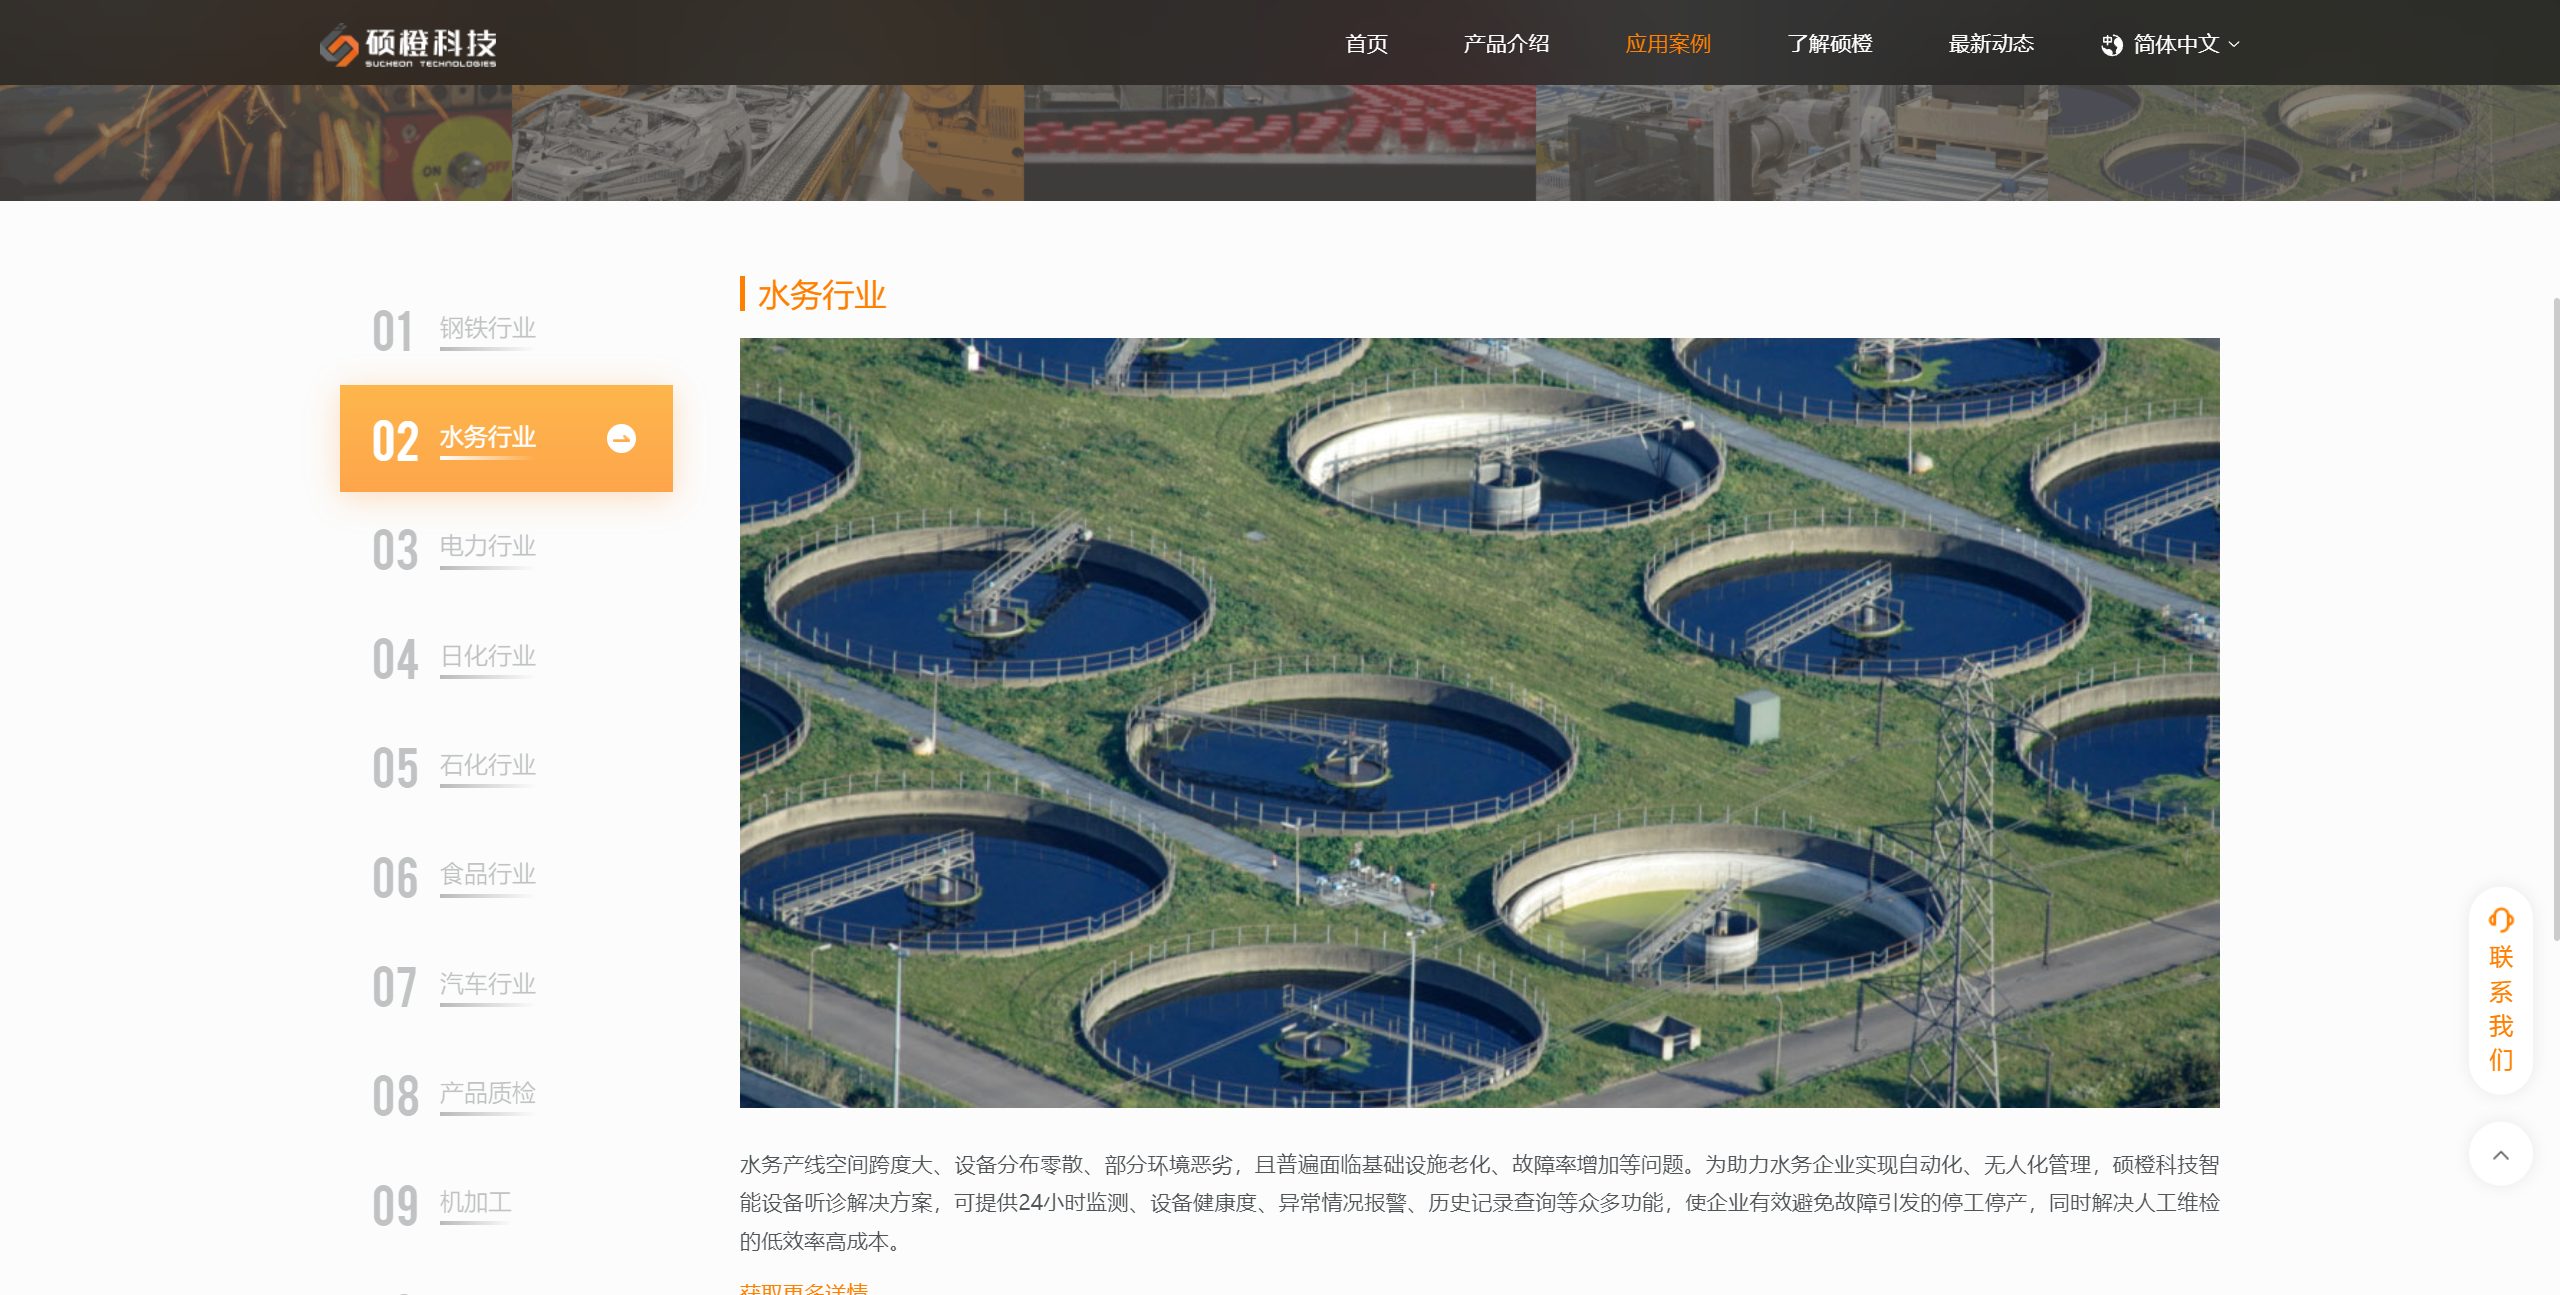 硕橙科技
SUCHEON TECHNOLOGIES
首页
产品介绍
应用案例
了解硕橙
最新动态
简体中文
ON
OFF
水务行业
01 钢铁行业
02 水务行业
03 电力行业
04 日化行业
05 石化行业
06 食品行业
07 汽车行业
08 产品质检
09 机加工
水务产线空间跨度大、设备分布零散、部分环境恶劣，且普遍面临基础设施老化、故障率增加等问题。为助力水务企业实现自动化、无人化管理，硕橙科技智
能设备听诊解决方案，可提供24小时监测、设备健康度、异常情况报警、历史记录查询等众多功能，使企业有效避免故障引发的停工停产，同时解决人工维检
的低效率高成本。
获取更多详情
联
系
我
们